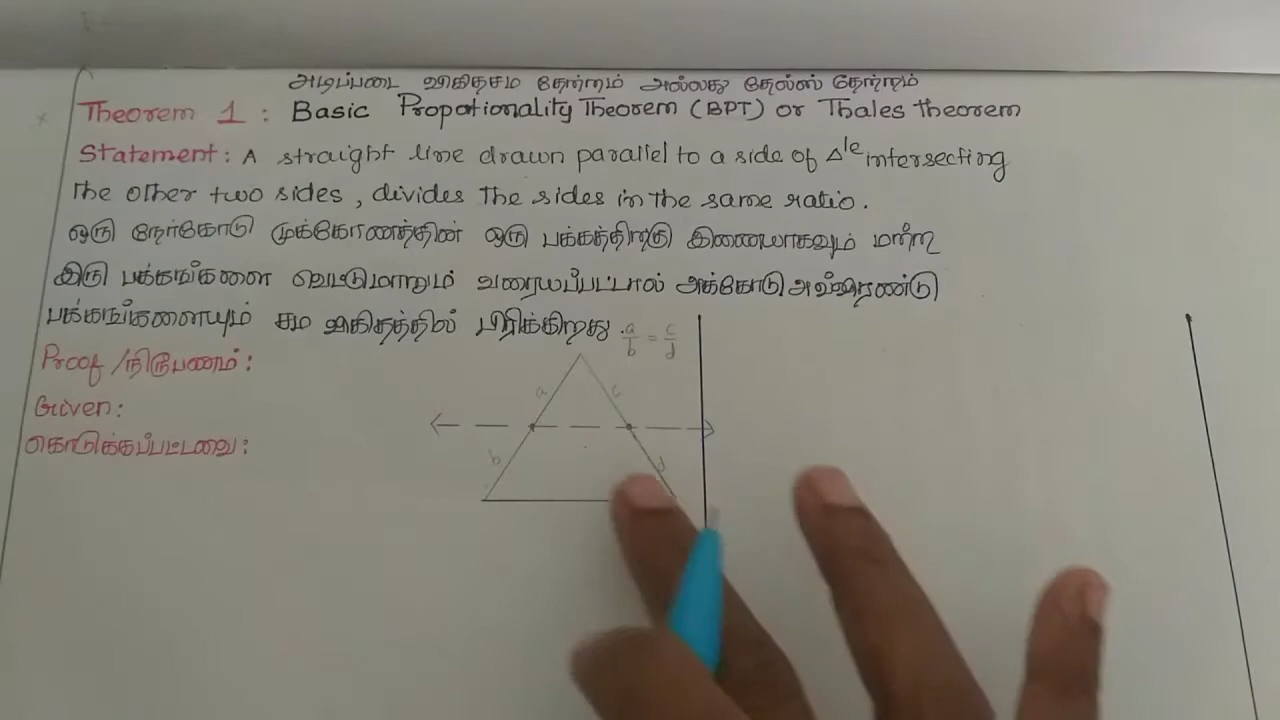 அடிப்படை விகிதசம தேற்றம் அல்லது தேல்ஸ் தேற்றம்
Theorem 1 : Basic Propotionality Theorem (BPT) or Thales theorem
Statement : A straight line drawn parallel to a side of Δle intersecting
the other two sides, divides the sides in the same ratio.
ஒரு நேர்கோடு முக்கோணத்தின் ஒரு பக்கத்திற்கு இணையாகவும் மற்ற
இரு பக்கங்களை வெட்டுமாறும் வரையப்பட்டால் அக்கோடு அவ்விரண்டு
பக்கங்களையும் சம விகிதத்தில் பிரிக்கிறது. a/b = c/d
Proof /நிரூபணம் :
Given :
கொடுக்கப்பட்டவை :
a c
b d